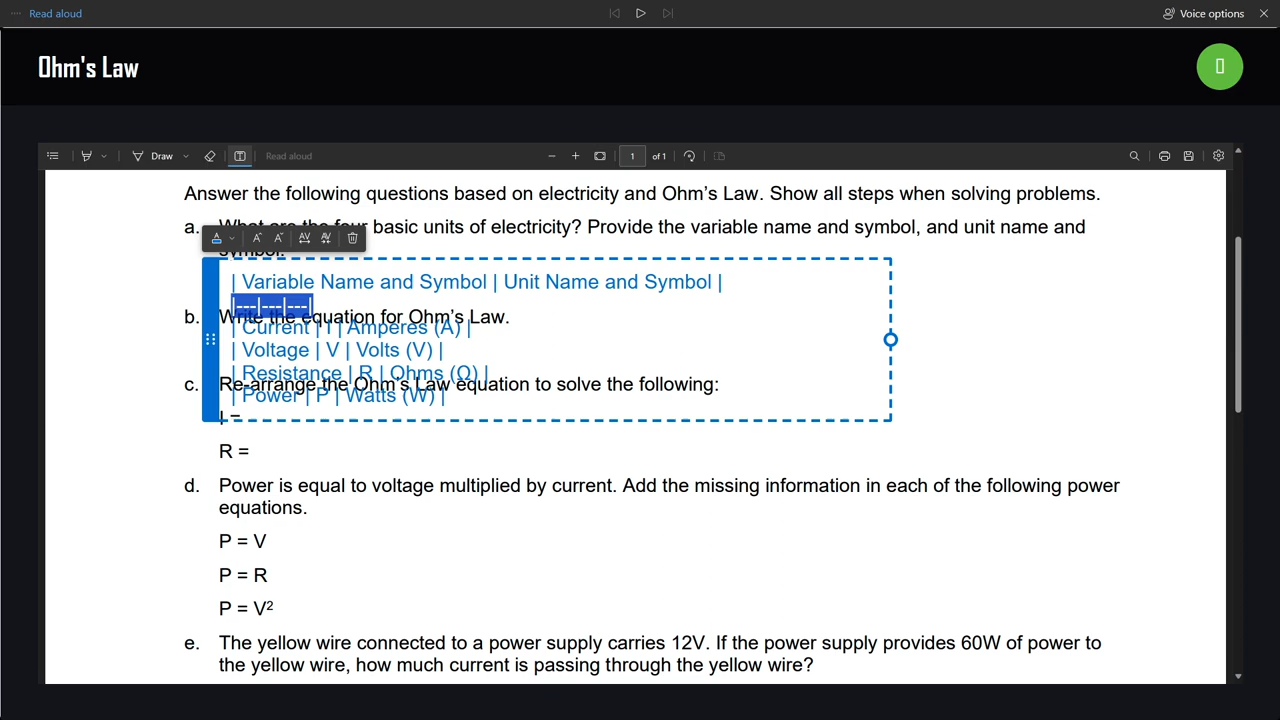 Read aloud
Voice options
Ohm's Law
Draw
Read aloud
1 of 1
Answer the following questions based on electricity and Ohm's Law. Show all steps when solving problems.
a. What are the four basic units of electricity? Provide the variable name and symbol, and unit name and
symbol.
| Variable Name and Symbol | Unit Name and Symbol |
|---|---|---|
b. Write the equation for Ohm's Law.
| Current | I | Amperes (A) |
| Voltage | V | Volts (V) |
| Resistance | R | Ohms (Ω) |
c. Re-arrange the Ohm's Law equation to solve the following:
| Power | P | Watts (W) |
I =
R =
d. Power is equal to voltage multiplied by current. Add the missing information in each of the following power
equations.
P = V
P = R
P = V²
e. The yellow wire connected to a power supply carries 12V. If the power supply provides 60W of power to
the yellow wire, how much current is passing through the yellow wire?